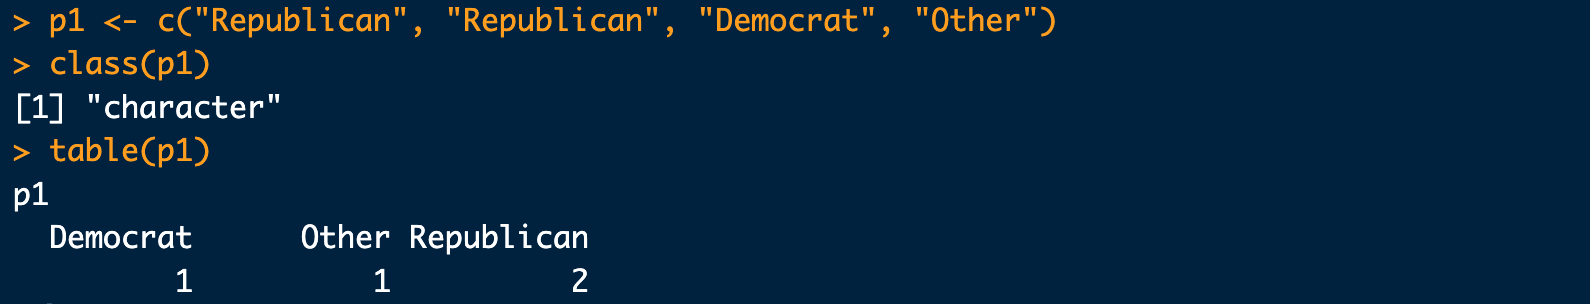 > p1 <- c("Republican", "Republican", "Democrat", "Other")
> class(p1)
[1] "character"
> table(p1)
p1
  Democrat      Other Republican
         1          1          2